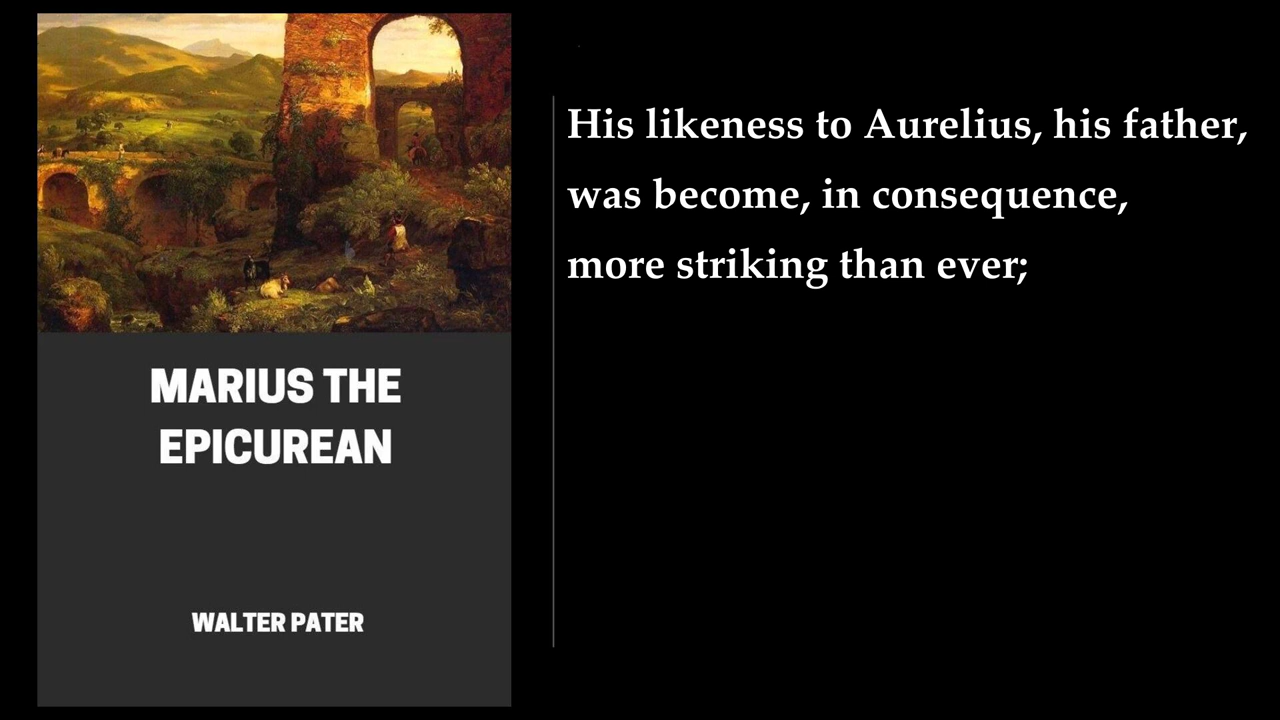 MARIUS THE
EPICUREAN
WALTER PATER
His likeness to Aurelius, his father,
was become, in consequence,
more striking than ever;